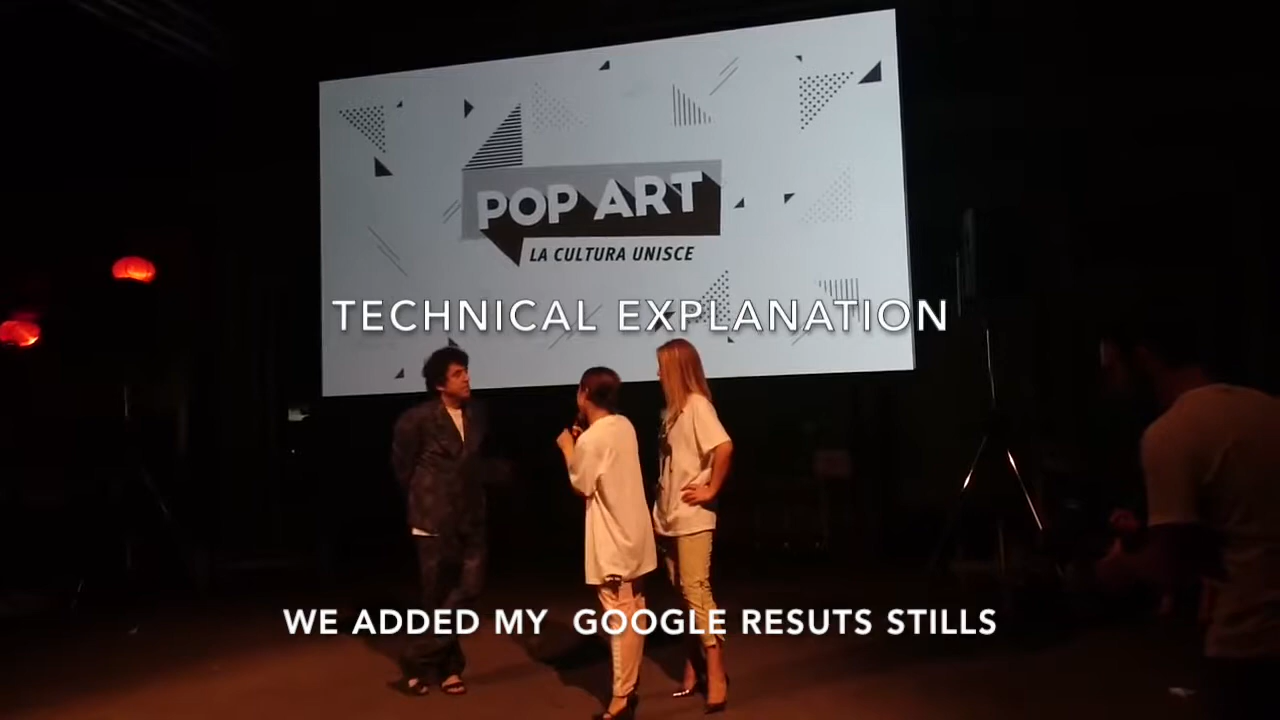 POP ART
LA CULTURA UNISCE
TECHNICAL EXPLANATION
WE ADDED MY GOOGLE RESUTS STILLS